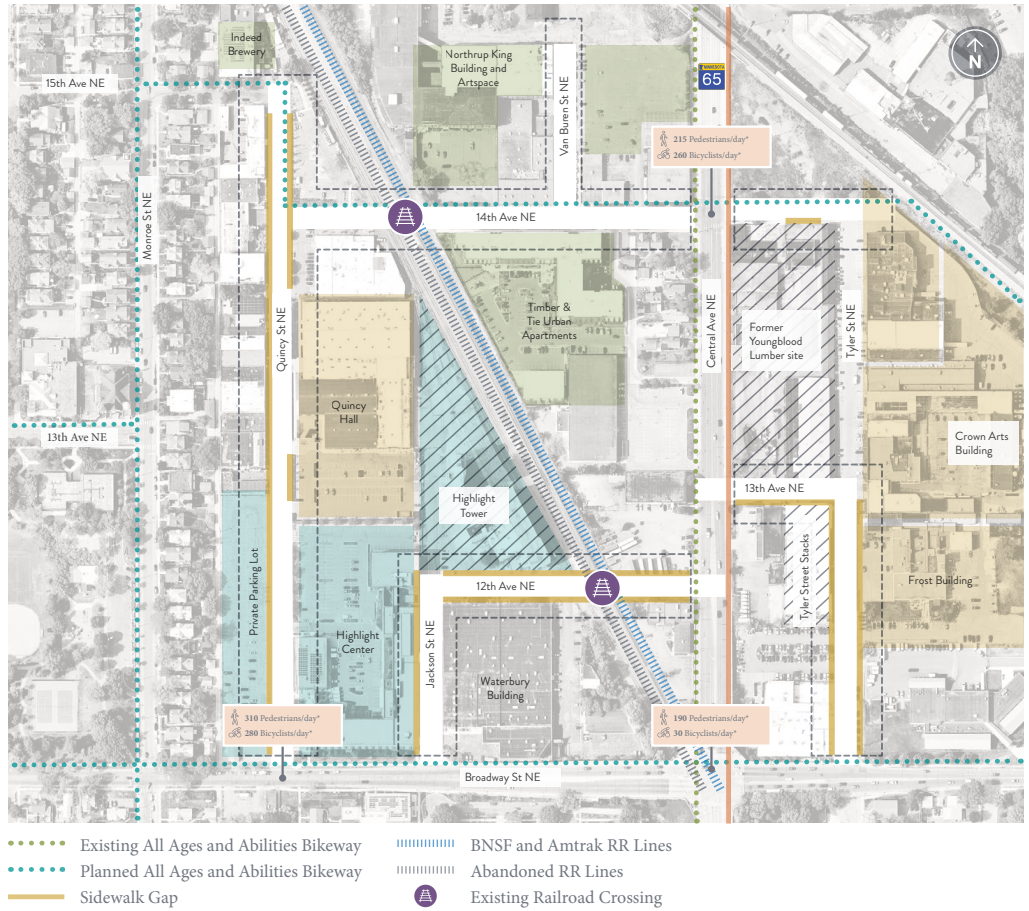 Indeed
Brewery
Northrup King
Building and
Artspace
N
15th Ave NE
MINNESOTA
65
Van Buren St NE
215 Pedestrians/day*
260 Bicyclists/day*
Monroe St NE
14th Ave NE
Quincy St NE
Timber &
Tie Urban
Apartments
Central Ave NE
Former
Youngblood
Lumber site
Tyler St NE
Quincy
Hall
13th Ave NE
Crown Arts
Building
Highlight
Tower
13th Ave NE
Private Parking Lot
12th Ave NE
Tyler Street Stacks
Frost Building
Highlight
Center
Jackson St NE
Waterbury
Building
310 Pedestrians/day*
280 Bicyclists/day*
190 Pedestrians/day*
30 Bicyclists/day*
Broadway St NE
Existing All Ages and Abilities Bikeway
Planned All Ages and Abilities Bikeway
Sidewalk Gap
BNSF and Amtrak RR Lines
Abandoned RR Lines
Existing Railroad Crossing